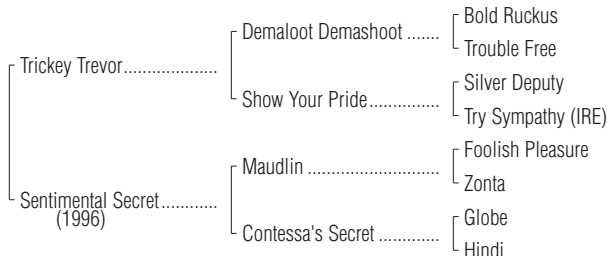 Bold Ruckus
Demaloot Demashoot .......
Trouble Free
Trickey Trevor....................
Silver Deputy
Show Your Pride...............
Try Sympathy (IRE)
Foolish Pleasure
Maudlin ............................
Zonta
Sentimental Secret............
(1996)
Globe
Contessa's Secret .............
Hindi